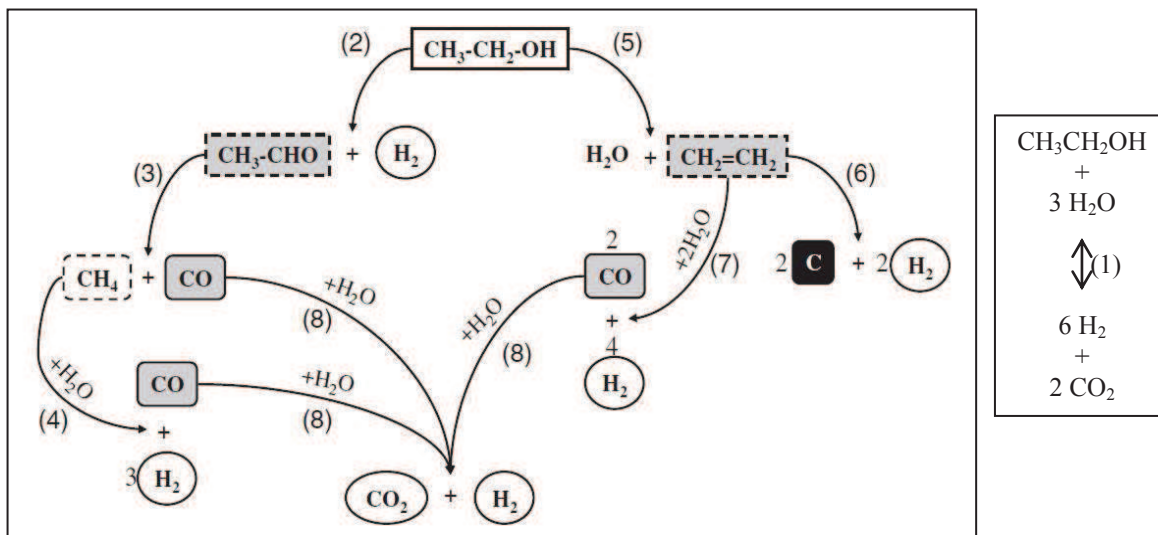 (2) CH₃-CH₂-OH (5)
CH₃-CHO + H₂
H₂O + CH₂=CH₂
(3)
(6)
CH₄ + CO
+H₂O
(8)
2
CO
+2H₂O
(7)
2 C + 2 H₂
+H₂O
(8)
+
4
H₂
+H₂O
(4)
CO
+H₂O
(8)
+
3 H₂
CO₂ + H₂
CH₃CH₂OH
+
3 H₂O
(1)
6 H₂
+
2 CO₂